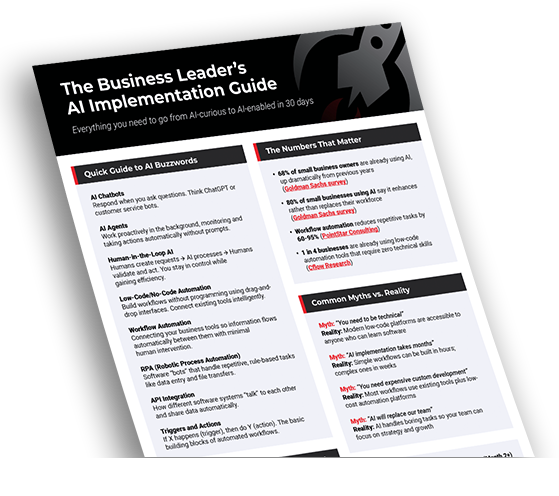 The Business Leader's
AI Implementation Guide
Everything you need to go from AI-curious to AI-enabled in 30 days
Quick Guide to AI Buzzwords
AI Chatbots
Respond when you ask questions. Think ChatGPT or
customer service bots.
AI Agents
Work proactively in the background, monitoring and
taking actions automatically without prompts.
Human-in-the-Loop AI
Humans create requests → AI processes → Humans
validate and act. You stay in control while
gaining efficiency.
Low-Code/No-Code Automation
Build workflows without programming using drag-and-
drop interfaces. Connect existing tools intelligently.
Workflow Automation
Connecting your business tools so information flows
automatically between them with minimal
human intervention.
RPA (Robotic Process Automation)
Software "bots" that handle repetitive, rule-based tasks
like data entry and file transfers.
API Integration
How different software systems "talk" to each other
and share data automatically.
Triggers and Actions
If X happens (trigger), then do Y (action). The basic
building blocks of automated workflows.
The Numbers That Matter
• 68% of small business owners are already using AI,
up dramatically from previous years
(Goldman Sachs survey)
• 80% of small businesses using AI say it enhances
rather than replaces their workforce
(Goldman Sachs survey)
• Workflow automation reduces repetitive tasks by
60-95% (PointStar Consulting)
• 1 in 4 businesses are already using low-code
automation tools that require zero technical skills
(Cflow Research)
Common Myths vs. Reality
Myth: "You need to be technical"
Reality: Modern low-code platforms are accessible to
anyone who can learn software
Myth: "AI implementation takes months"
Reality: Simple workflows can be built in hours;
complex ones in weeks
Myth: "You need expensive custom development"
Reality: Most workflows use existing tools plus low-
cost automation platforms
Myth: "AI will replace our team"
Reality: AI handles boring tasks so your team can
focus on strategy and growth